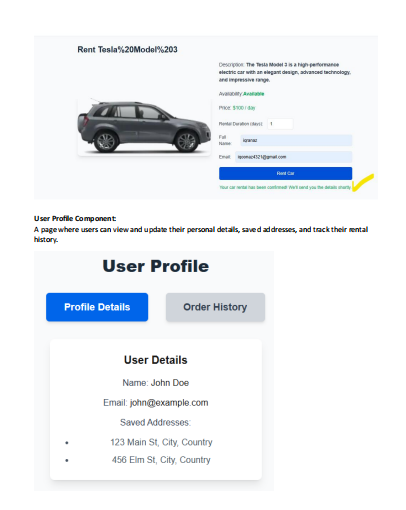 Rent Tesla%20Model%203
Description: The Tesla Model 3 is a high-performance
electric car with an elegant design, advanced technology,
and impressive range.
Availability: Available
Price: $100 / day
Rental Duration (days): 1
Full
Name: iqranaz
Email:
Rent Car
Your car rental has been confirmed! We'll send you the details shortly.
User Profile Component:
A page where users can view and update their personal details, saved addresses, and track their rental
history.
User Profile
Profile Details
Order History
User Details
Name: John Doe
Email: john@example.com
Saved Addresses:
• 123 Main St, City, Country
• 456 Elm St, City, Country